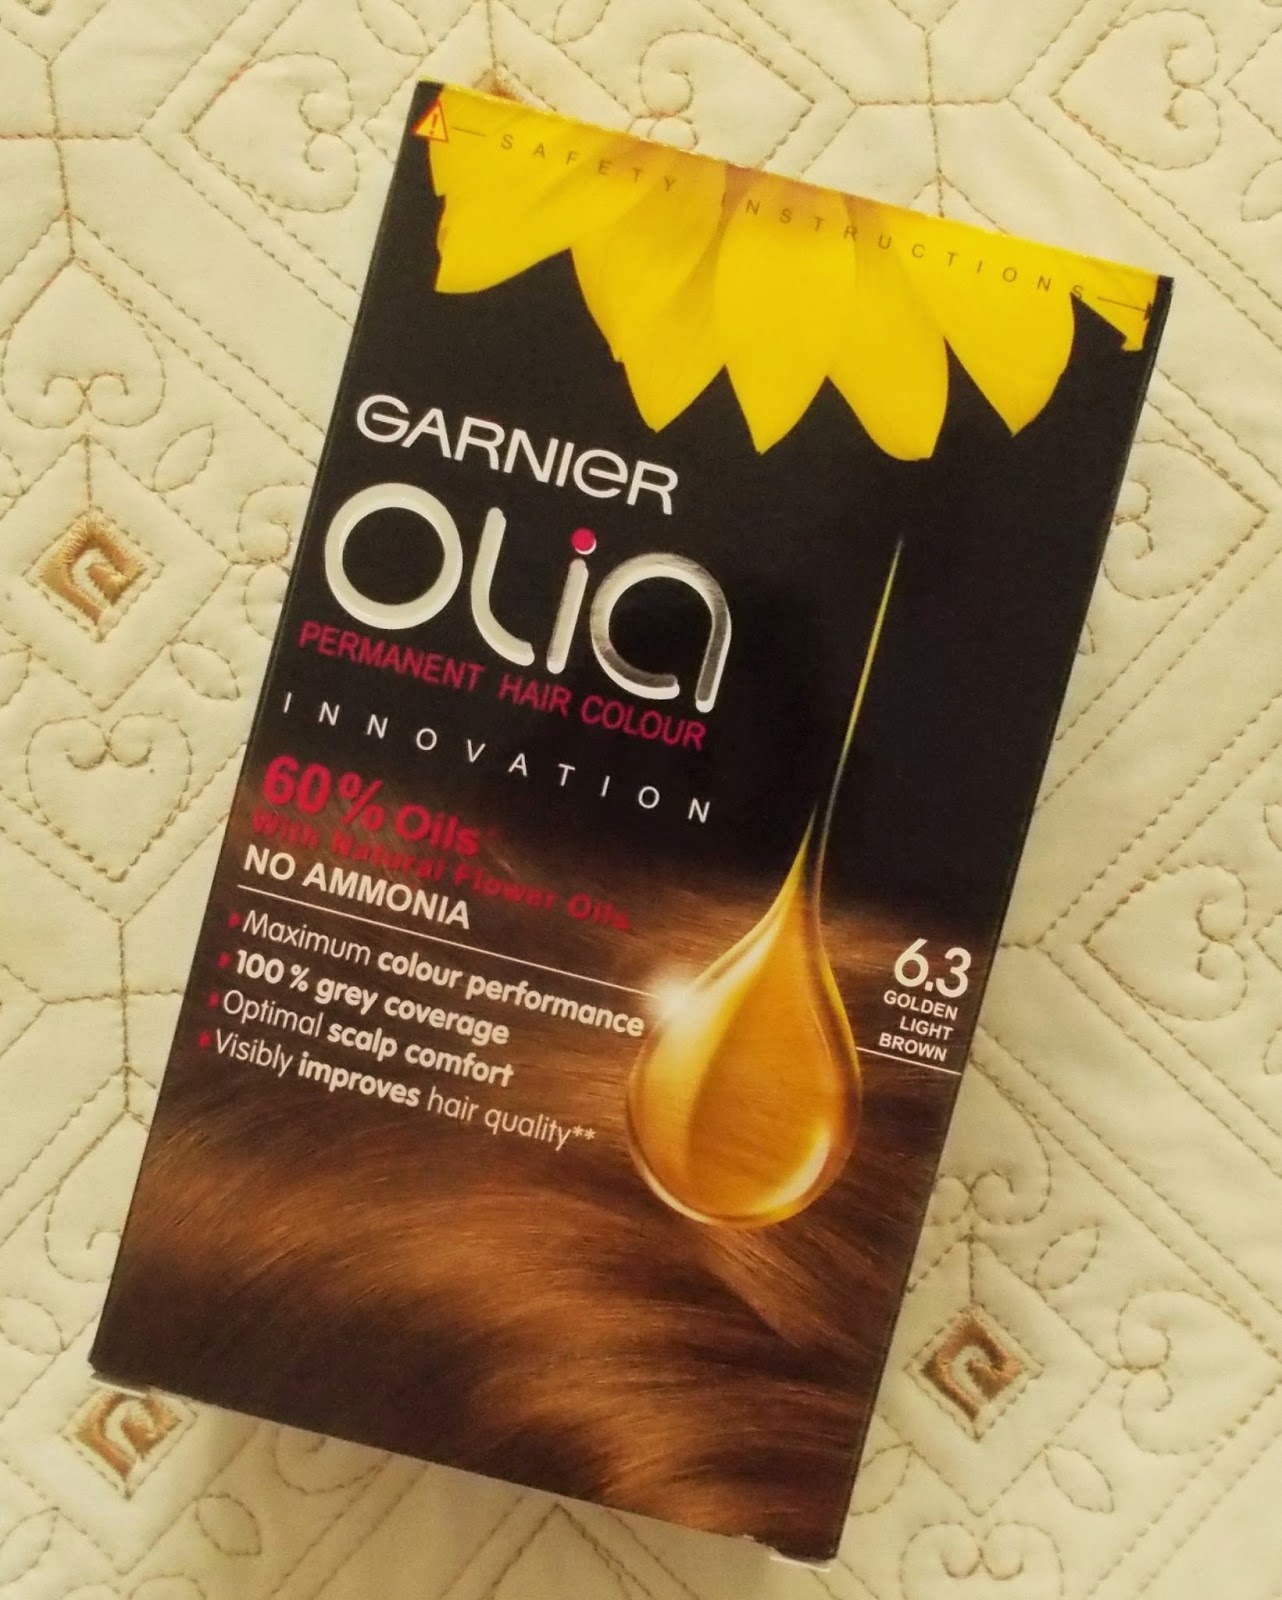 SAFETY INSTRUCTIONS
GARNIER
OLIA
PERMANENT HAIR COLOUR
INNOVATION
60% Oils
With Natural Flower Oils
NO AMMONIA
Maximum colour performance
100% grey coverage
Optimal scalp comfort
Visibly improves hair quality**
6.3
GOLDEN
LIGHT
BROWN